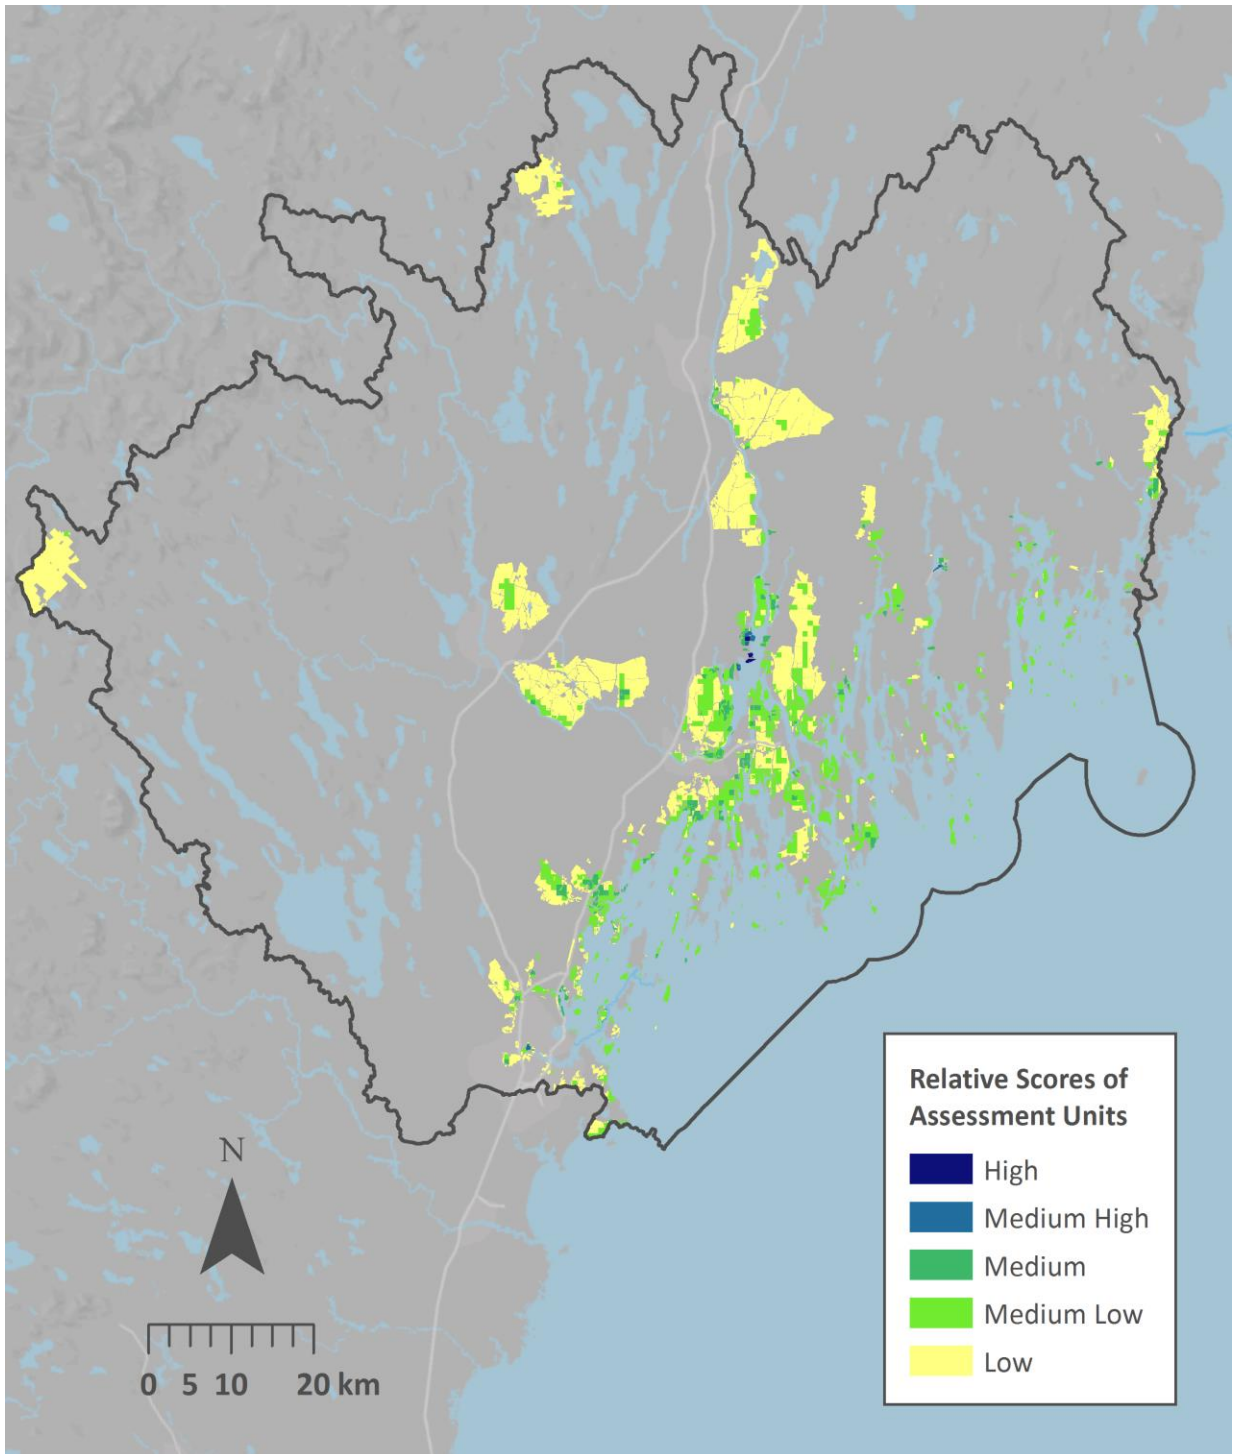 N
0 5 10 20 km
Relative Scores of
Assessment Units
High
Medium High
Medium
Medium Low
Low